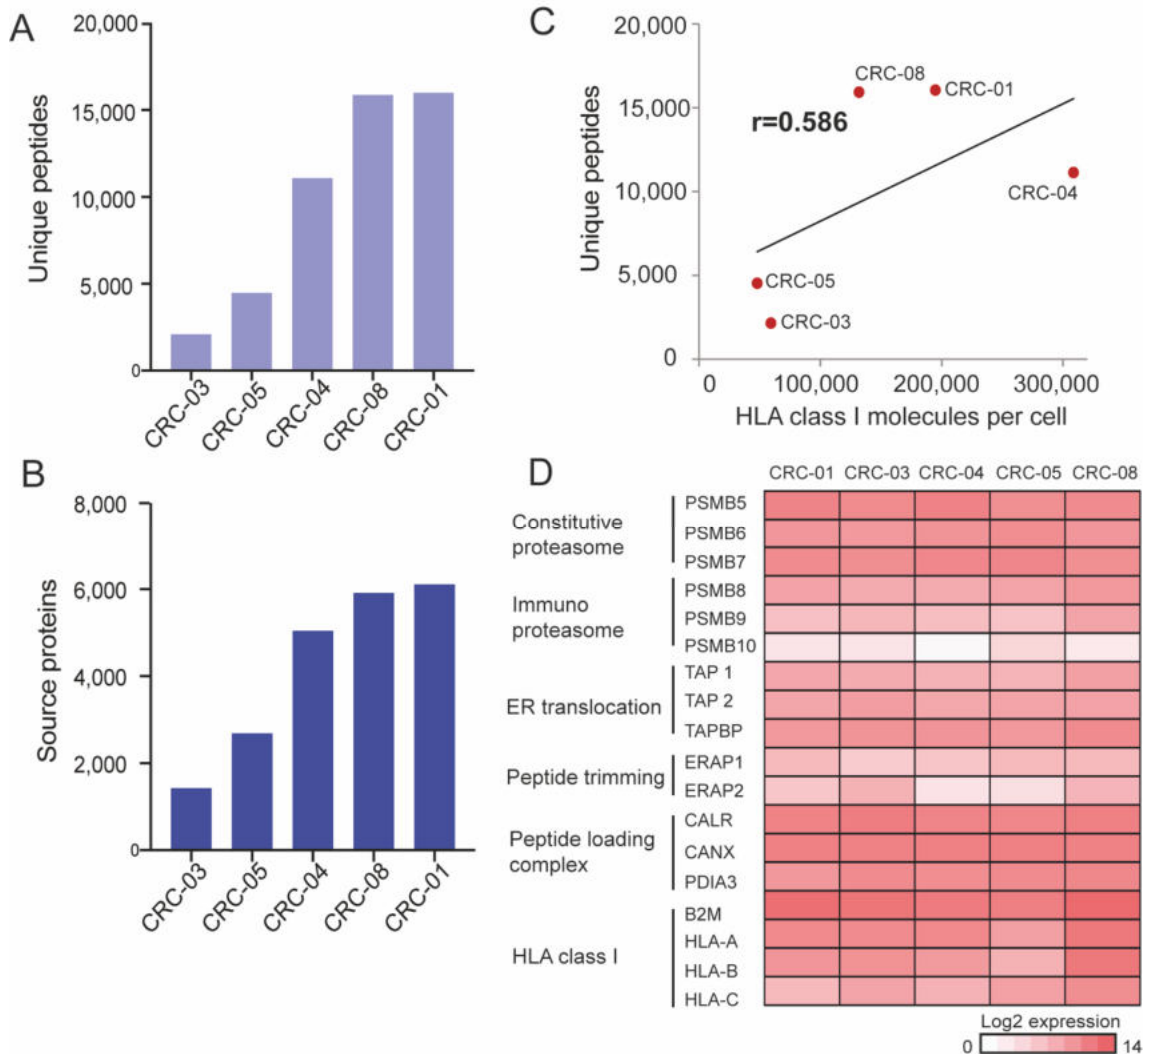 A
20,000
15,000
10,000
5,000
0
Unique peptides
CRC-03
CRC-05
CRC-04
CRC-08
CRC-01
B
8,000
6,000
4,000
2,000
0
Source proteins
CRC-03
CRC-05
CRC-04
CRC-08
CRC-01
C
20,000
15,000
10,000
5,000
0
Unique peptides
CRC-08
CRC-01
r=0.586
CRC-04
CRC-05
CRC-03
0 100,000 200,000 300,000
HLA class I molecules per cell
D
CRC-01 CRC-03 CRC-04 CRC-05 CRC-08
Constitutive
proteasome
PSMB5
PSMB6
PSMB7
Immuno
proteasome
PSMB8
PSMB9
PSMB10
ER translocation
TAP 1
TAP 2
TAPBP
Peptide trimming
ERAP1
ERAP2
Peptide loading
complex
CALR
CANX
PDIA3
HLA class I
B2M
HLA-A
HLA-B
HLA-C
Log2 expression
0 14